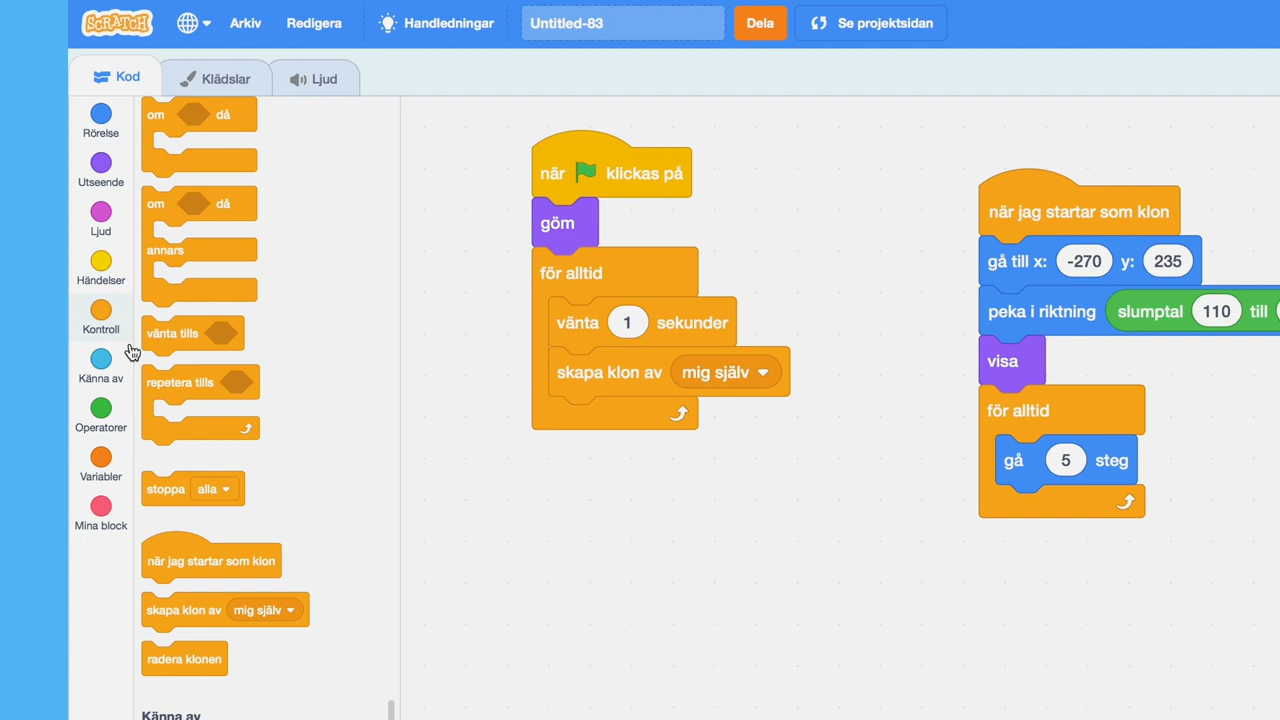 SCRATCH
Arkiv
Redigera
Handledningar
Untitled-83
Dela
Se projektsidan
Kod
Klädslar
Ljud
Rörelse
Utseende
Ljud
Händelser
Kontroll
Känna av
Operatorer
Variabler
Mina block
om då
om då
annars
vänta tills
repetera tills
stoppa alla
när jag startar som klon
skapa klon av mig själv
radera klonen
Känna av
när klickas på
göm
för alltid
vänta 1 sekunder
skapa klon av mig själv
när jag startar som klon
gå till x: -270 y: 235
peka i riktning slumptal 110 till
visa
för alltid
gå 5 steg